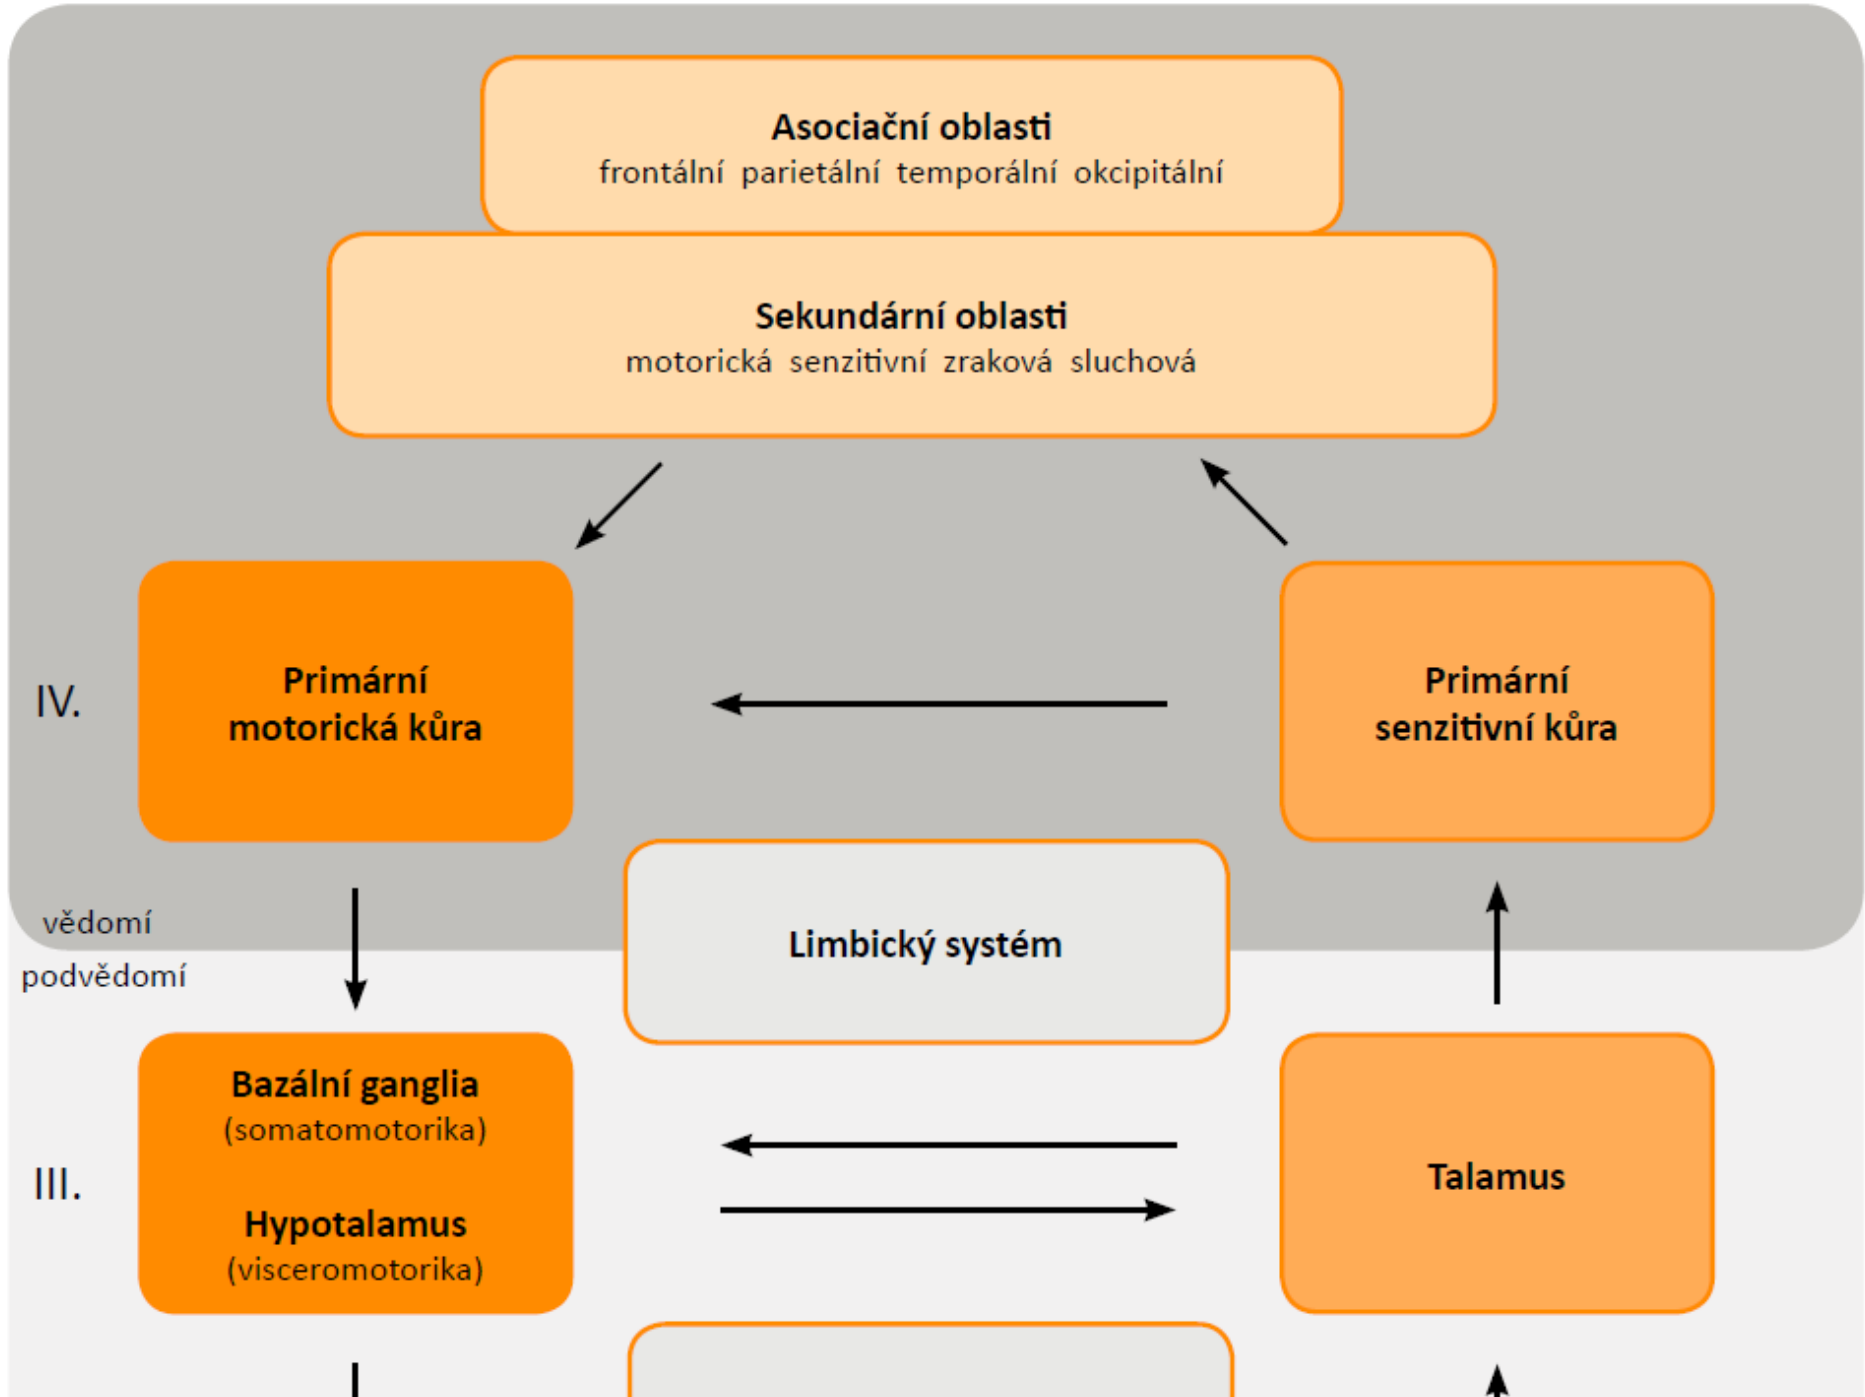 Asociační oblasti
frontální parietální temporální okcipitální
Sekundární oblasti
motorická senzitivní zraková sluchová
IV.
Primární
motorická kůra
Primární
senzitivní kůra
vědomí
podvědomí
Limbický systém
III.
Bazální ganglia
(somatomotorika)
Hypotalamus
(visceromotorika)
Talamus